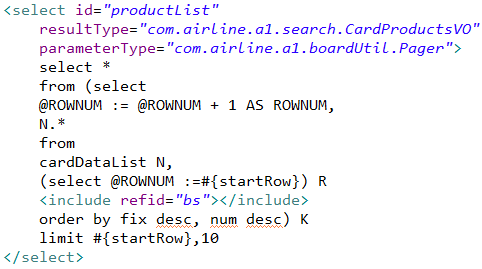 <select id="productList"
resultType="com.airline.a1.search.CardProductsVO"
parameterType="com.airline.a1.boardUtil.Pager">
select *
from (select
@ROWNUM := @ROWNUM + 1 AS ROWNUM,
N.*
from
cardDataList N,
(select @ROWNUM :=#{startRow}) R
<include refid="bs"></include>
order by fix desc, num desc) K
limit #{startRow},10
</select>